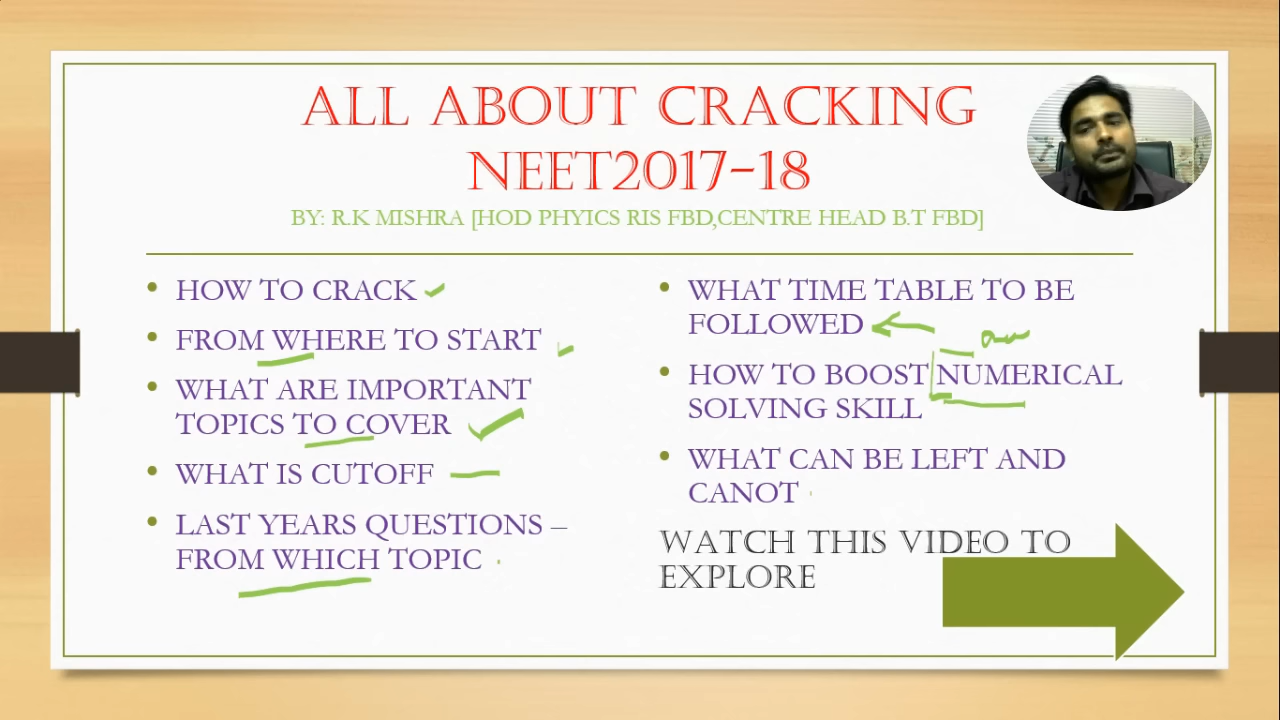 ALL ABOUT CRACKING
NEET2017-18
BY: R.K MISHRA [HOD PHYICS RIS FBD,CENTRE HEAD B.T FBD]
• HOW TO CRACK
• FROM WHERE TO START
• WHAT ARE IMPORTANT
TOPICS TO COVER
• WHAT IS CUTOFF
• LAST YEARS QUESTIONS –
FROM WHICH TOPIC
• WHAT TIME TABLE TO BE
FOLLOWED
• HOW TO BOOST NUMERICAL
SOLVING SKILL
• WHAT CAN BE LEFT AND
CANOT
WATCH THIS VIDEO TO
EXPLORE